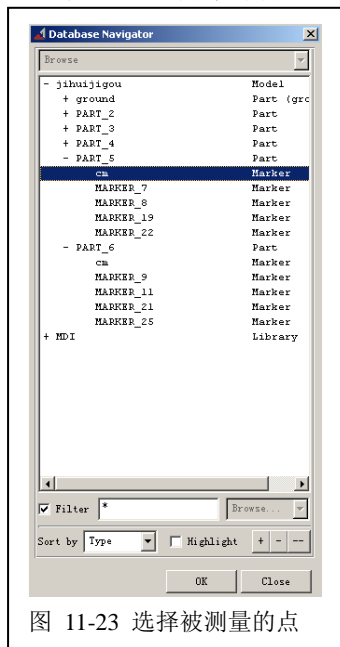 Database Navigator
Browse
- jihuijigou Model
+ ground Part (grc
+ PART_2 Part
+ PART_3 Part
+ PART_4 Part
- PART_5 Part
cm Marker
MARKER_7 Marker
MARKER_8 Marker
MARKER_19 Marker
MARKER_22 Marker
- PART_6 Part
cm Marker
MARKER_9 Marker
MARKER_11 Marker
MARKER_21 Marker
MARKER_25 Marker
+ MDI Library
Filter * Browse...
Sort by Type Highlight + - --
OK Close
图 11-23 选择被测量的点